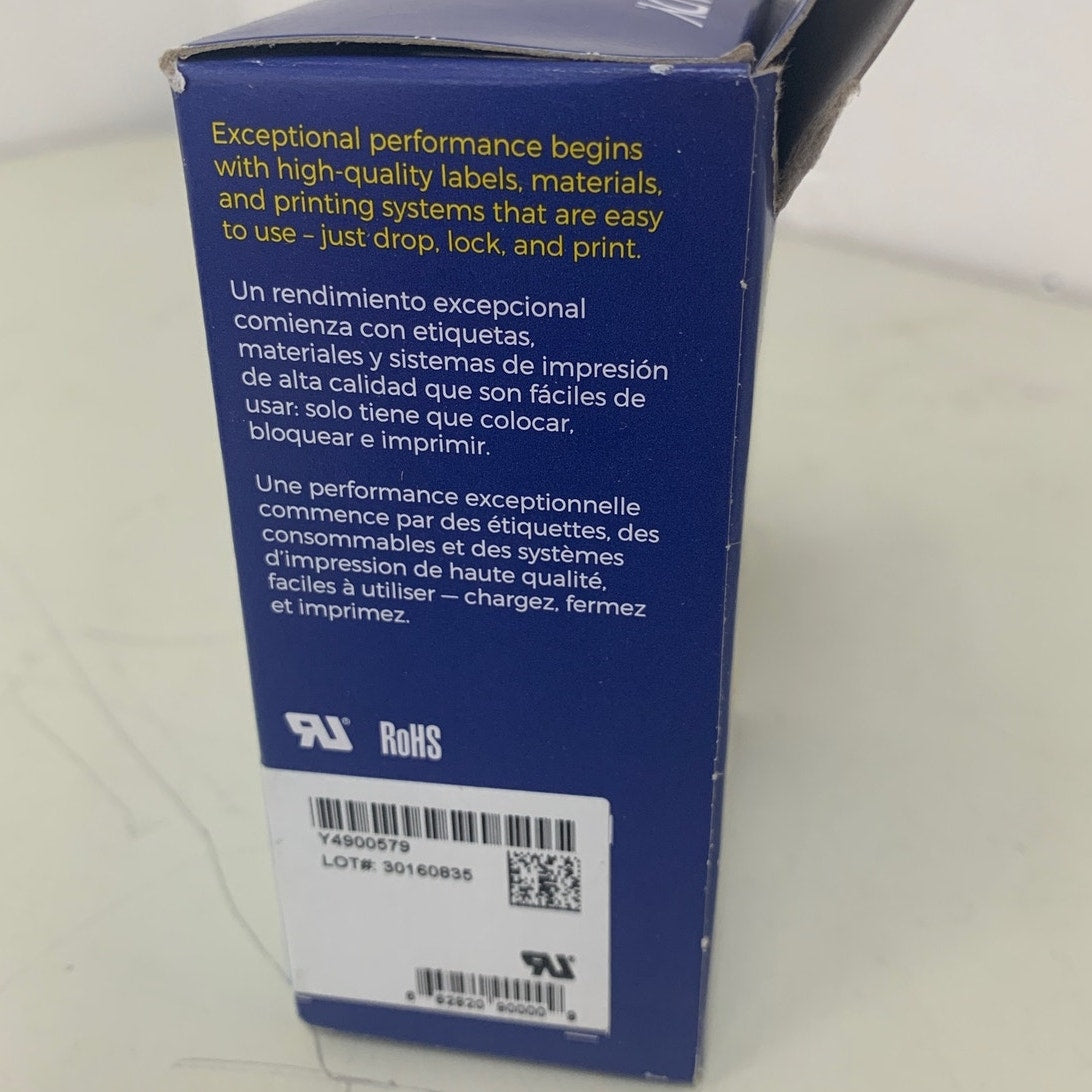 Exceptional performance begins
with high-quality labels, materials,
and printing systems that are easy
to use – just drop, lock, and print.
Un rendimiento excepcional
comienza con etiquetas,
materiales y sistemas de impresión
de alta calidad que son fáciles de
usar: solo tiene que colocar,
bloquear e imprimir.
Une performance exceptionnelle
commence par des étiquettes, des
consommables et des systèmes
d'impression de haute qualité,
faciles à utiliser — chargez, fermez
et imprimez.
RoHS
Y4900579
LOT#: 30160835
62820 90000 9